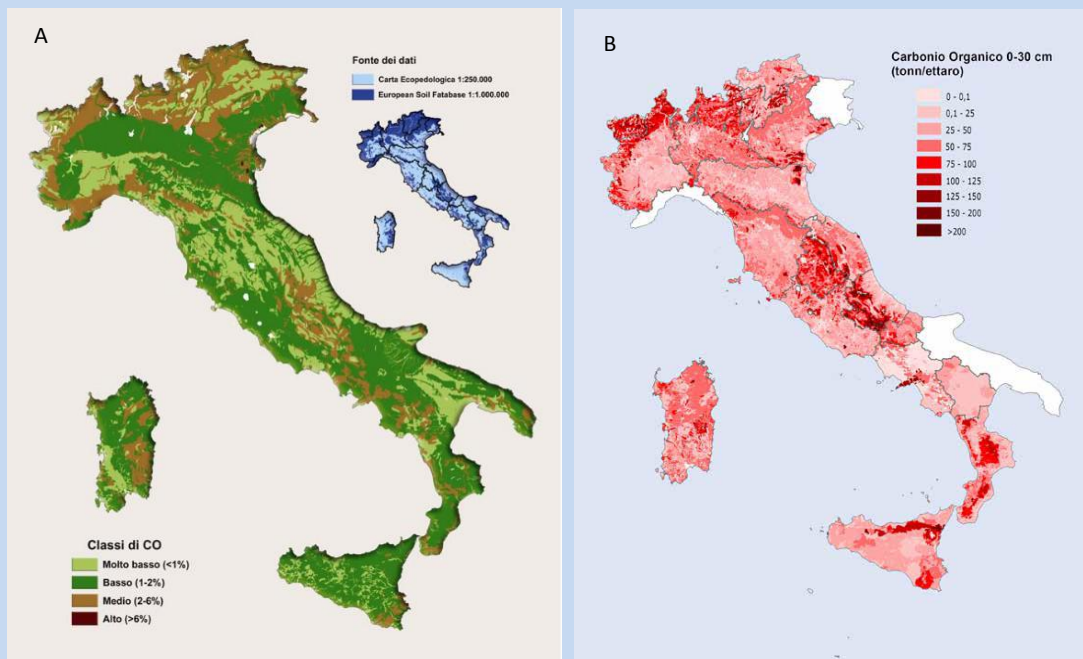 A
Fonte dei dati
Carta Ecopedologica 1:250.000
European Soil Fatabase 1:1.000.000
Classi di CO
Molto basso (<1%)
Basso (1-2%)
Medio (2-6%)
Alto (>6%)
B
Carbonio Organico 0-30 cm
(tonn/ettaro)
0 - 0,1
0,1 - 25
25 - 50
50 - 75
75 - 100
100 - 125
125 - 150
150 - 200
>200